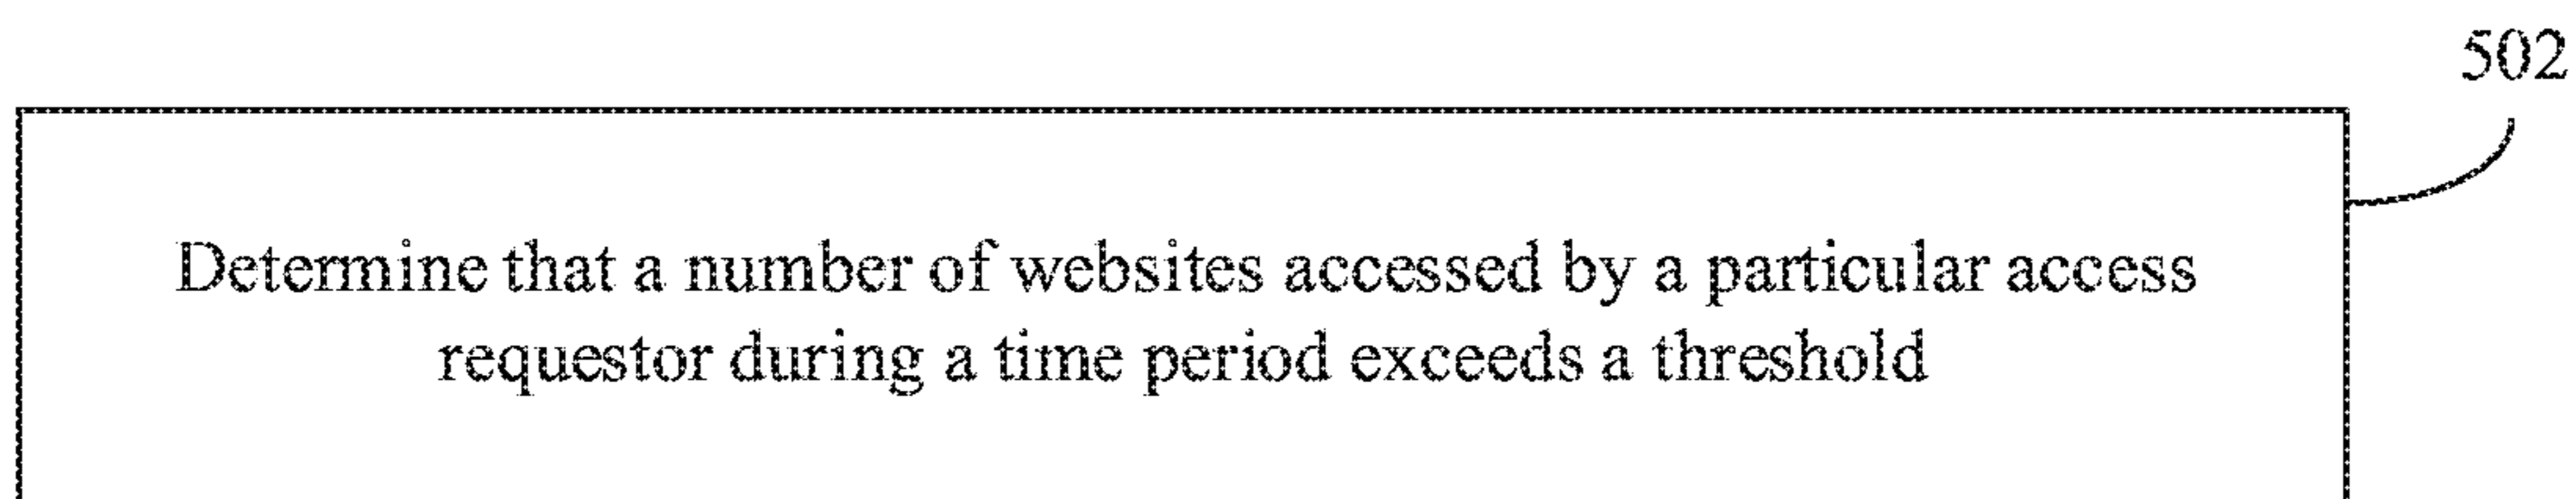 502
Determine that a number of websites accessed by a particular access
requestor during a time period exceeds a threshold